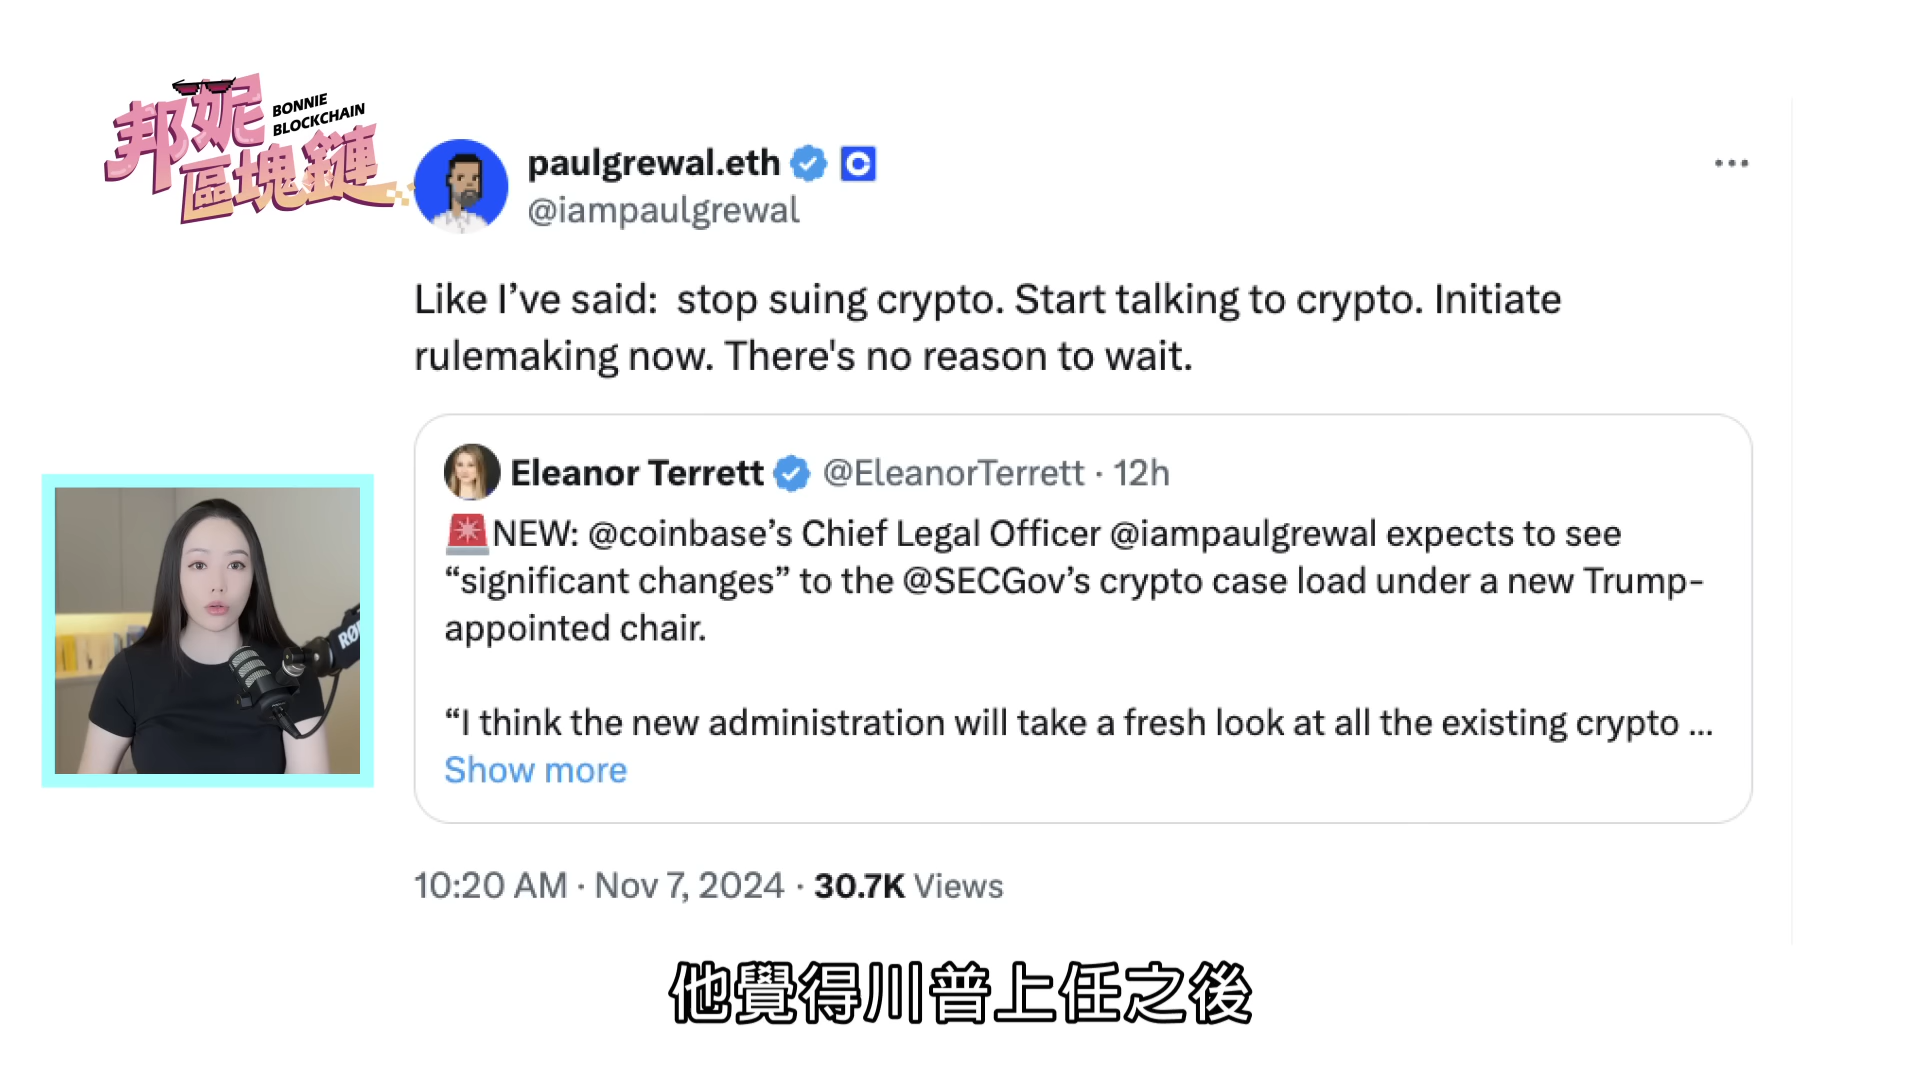 邦妮
區塊鏈
BONNIE
BLOCKCHAIN
paulgrewal.eth
@iampaulgrewal
Like I’ve said:  stop suing crypto. Start talking to crypto. Initiate
rulemaking now. There's no reason to wait.
Eleanor Terrett @EleanorTerrett · 12h
🚨NEW: @coinbase’s Chief Legal Officer @iampaulgrewal expects to see
“significant changes” to the @SECGov’s crypto case load under a new Trump-
appointed chair.
“I think the new administration will take a fresh look at all the existing crypto ...
Show more
10:20 AM · Nov 7, 2024 · 30.7K Views
RØ
他覺得川普上任之後